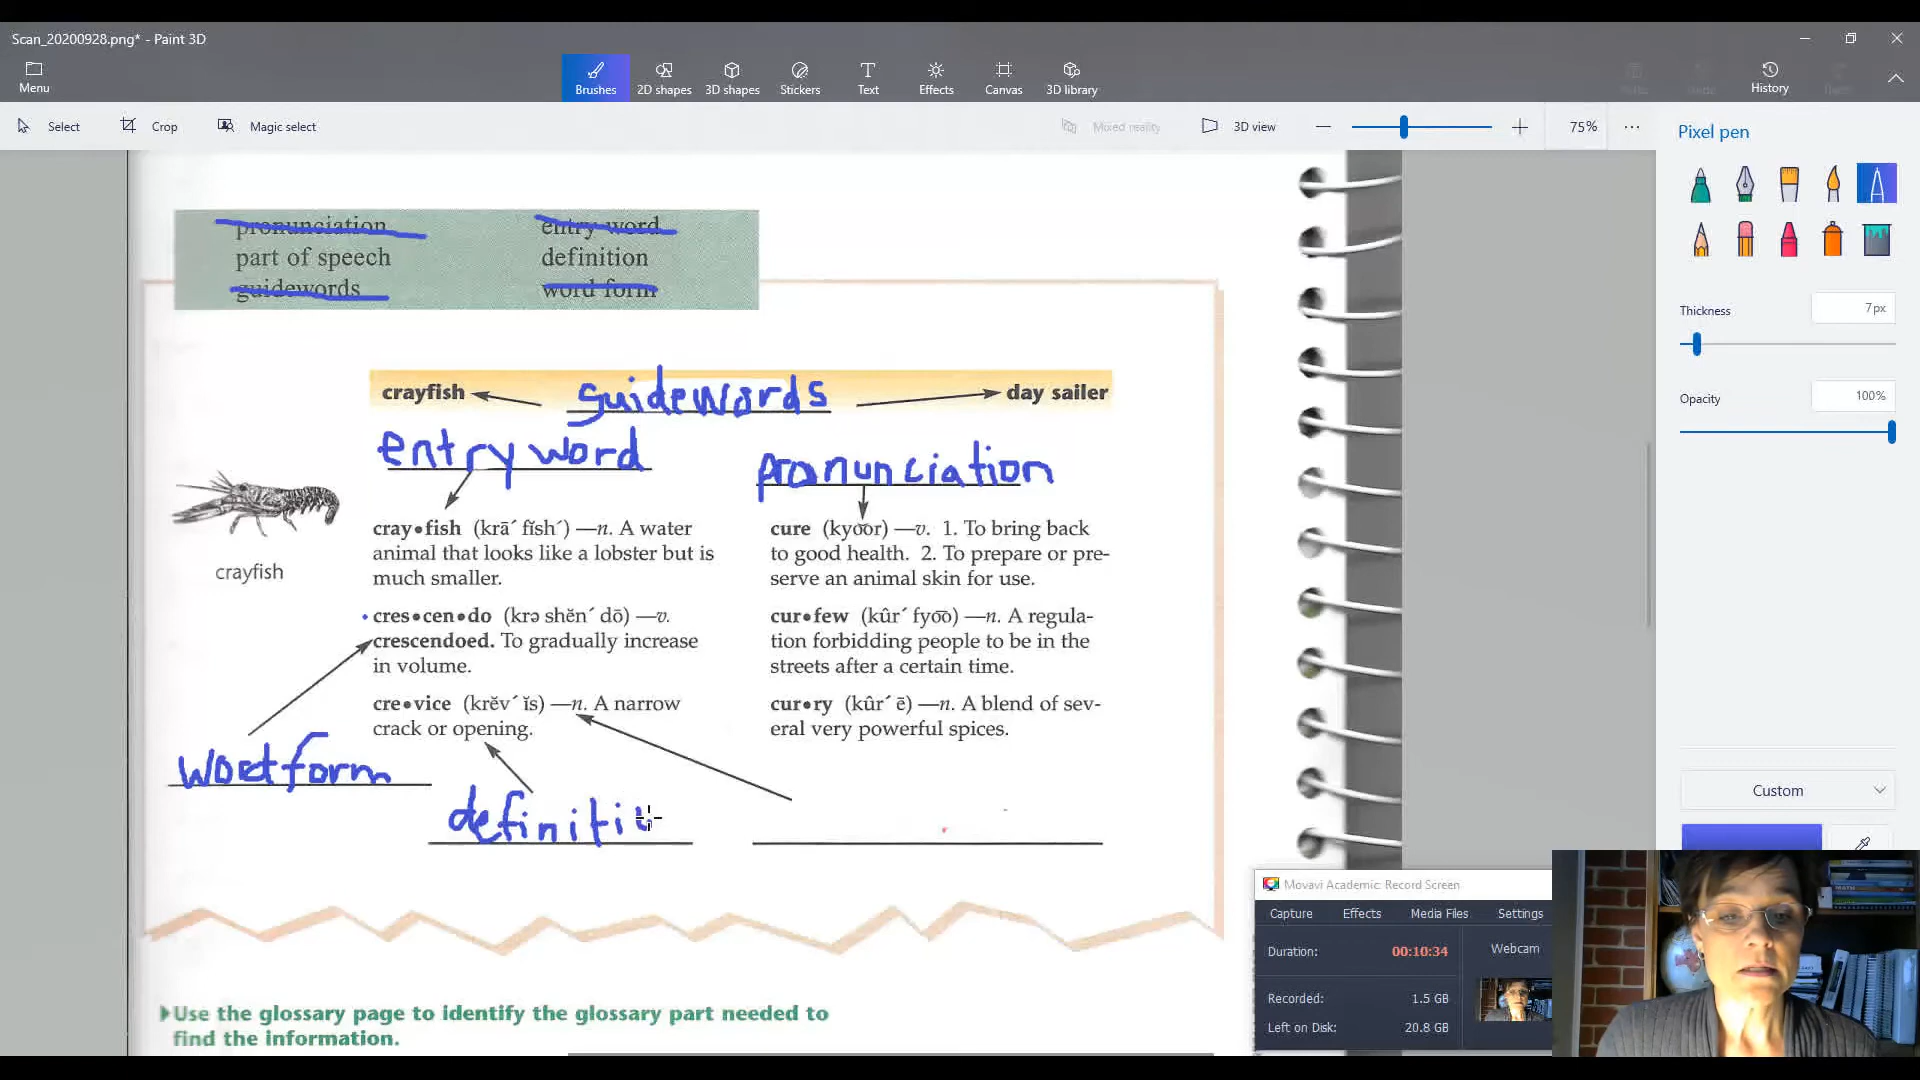 Scan_20200928.png* - Paint 3D
Menu
Brushes
2D shapes
3D shapes
Stickers
Text
Effects
Canvas
3D library
History
Select
Crop
Magic select
Mixed reality
3D view
75%
Pixel pen
Thickness
7px
Opacity
100%
Custom
pronunciation entry word
part of speech definition
guidewords word form
crayfish guidewords day sailer
entry word
pronunciation
cray•fish (krā´ fĭsh´) —n. A water
animal that looks like a lobster but is
much smaller.
crayfish
cres•cen•do (krə shĕn´ dō) —v.
crescendoed. To gradually increase
in volume.
cre•vice (krĕv´ ĭs) —n. A narrow
crack or opening.
cure (kyo͝or) —v. 1. To bring back
to good health. 2. To prepare or pre-
serve an animal skin for use.
cur•few (kûr´ fyo͞o) —n. A regula-
tion forbidding people to be in the
streets after a certain time.
cur•ry (kûr´ ē) —n. A blend of sev-
eral very powerful spices.
form
definiti
Use the glossary page to identify the glossary part needed to
find the information.
Movavi Academic: Record Screen
Capture Effects Media Files Settings
Duration: 00:10:34
Webcam
Recorded: 1.5 GB
Left on Disk: 20.8 GB